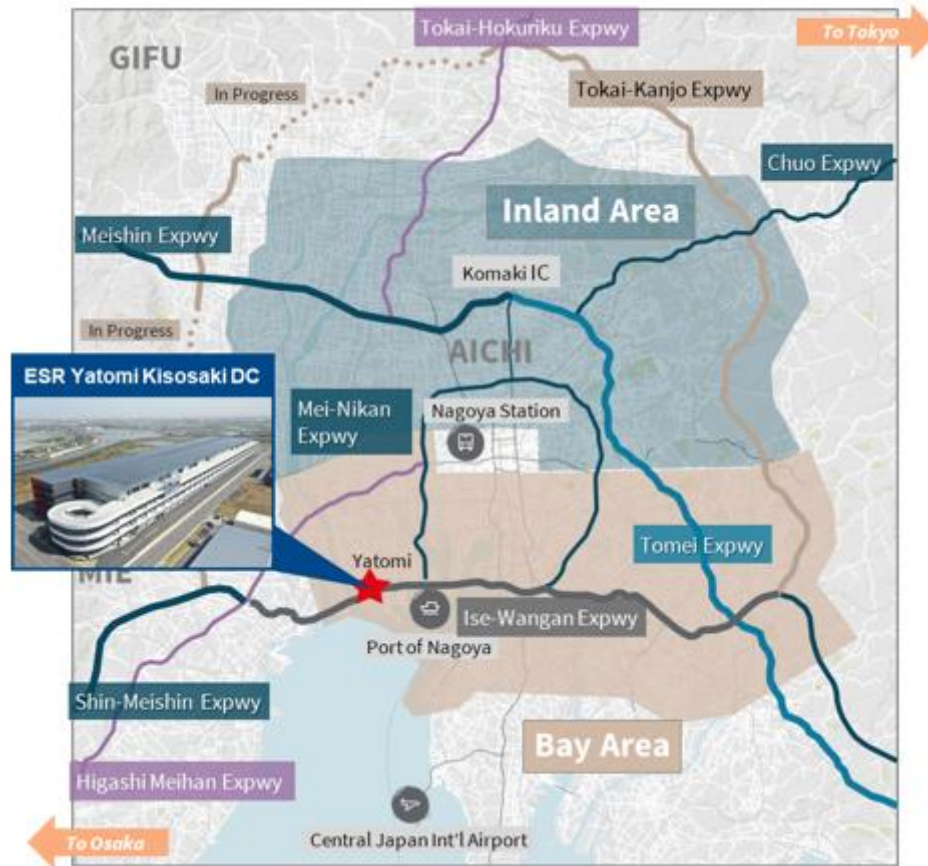 Tokai-Hokuriku Expwy
To Tokyo
GIFU
In Progress
Tokai-Kanjo Expwy
Chuo Expwy
Inland Area
Meishin Expwy
Komaki IC
In Progress
AICHI
ESR Yatomi Kisosaki DC
Mei-Nikan
Expwy
Nagoya Station
Tomei Expwy
Yatomi
MIE
Ise-Wangan Expwy
Port of Nagoya
Shin-Meishin Expwy
Bay Area
Higashi Meihan Expwy
Central Japan Int'l Airport
To Osaka